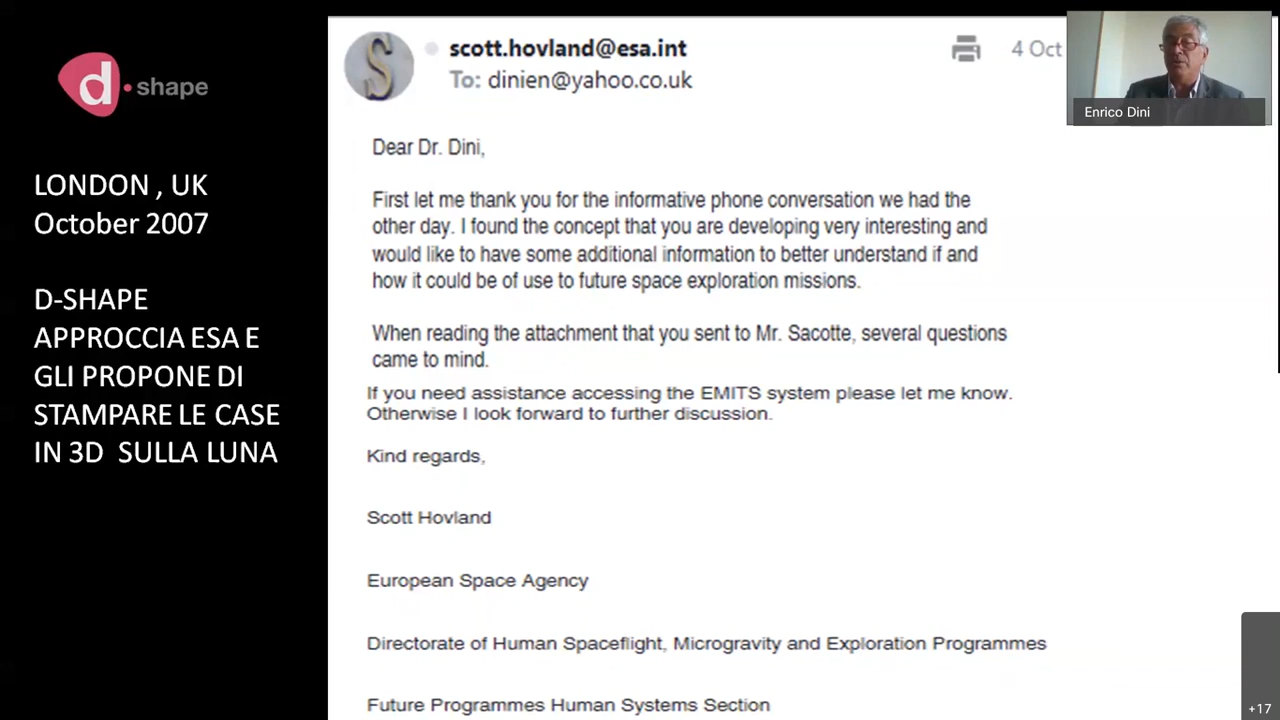 d·shape
LONDON , UK
October 2007
D-SHAPE
APPROCCIA ESA E
GLI PROPONE DI
STAMPARE LE CASE
IN 3D SULLA LUNA
S
scott.hovland@esa.int
4 Oct
To: dinien@yahoo.co.uk
Enrico Dini
Dear Dr. Dini,
First let me thank you for the informative phone conversation we had the
other day. I found the concept that you are developing very interesting and
would like to have some additional information to better understand if and
how it could be of use to future space exploration missions.
When reading the attachment that you sent to Mr. Sacotte, several questions
came to mind.
If you need assistance accessing the EMITS system please let me know.
Otherwise I look forward to further discussion.
Kind regards,
Scott Hovland
European Space Agency
Directorate of Human Spaceflight, Microgravity and Exploration Programmes
Future Programmes Human Systems Section
+17